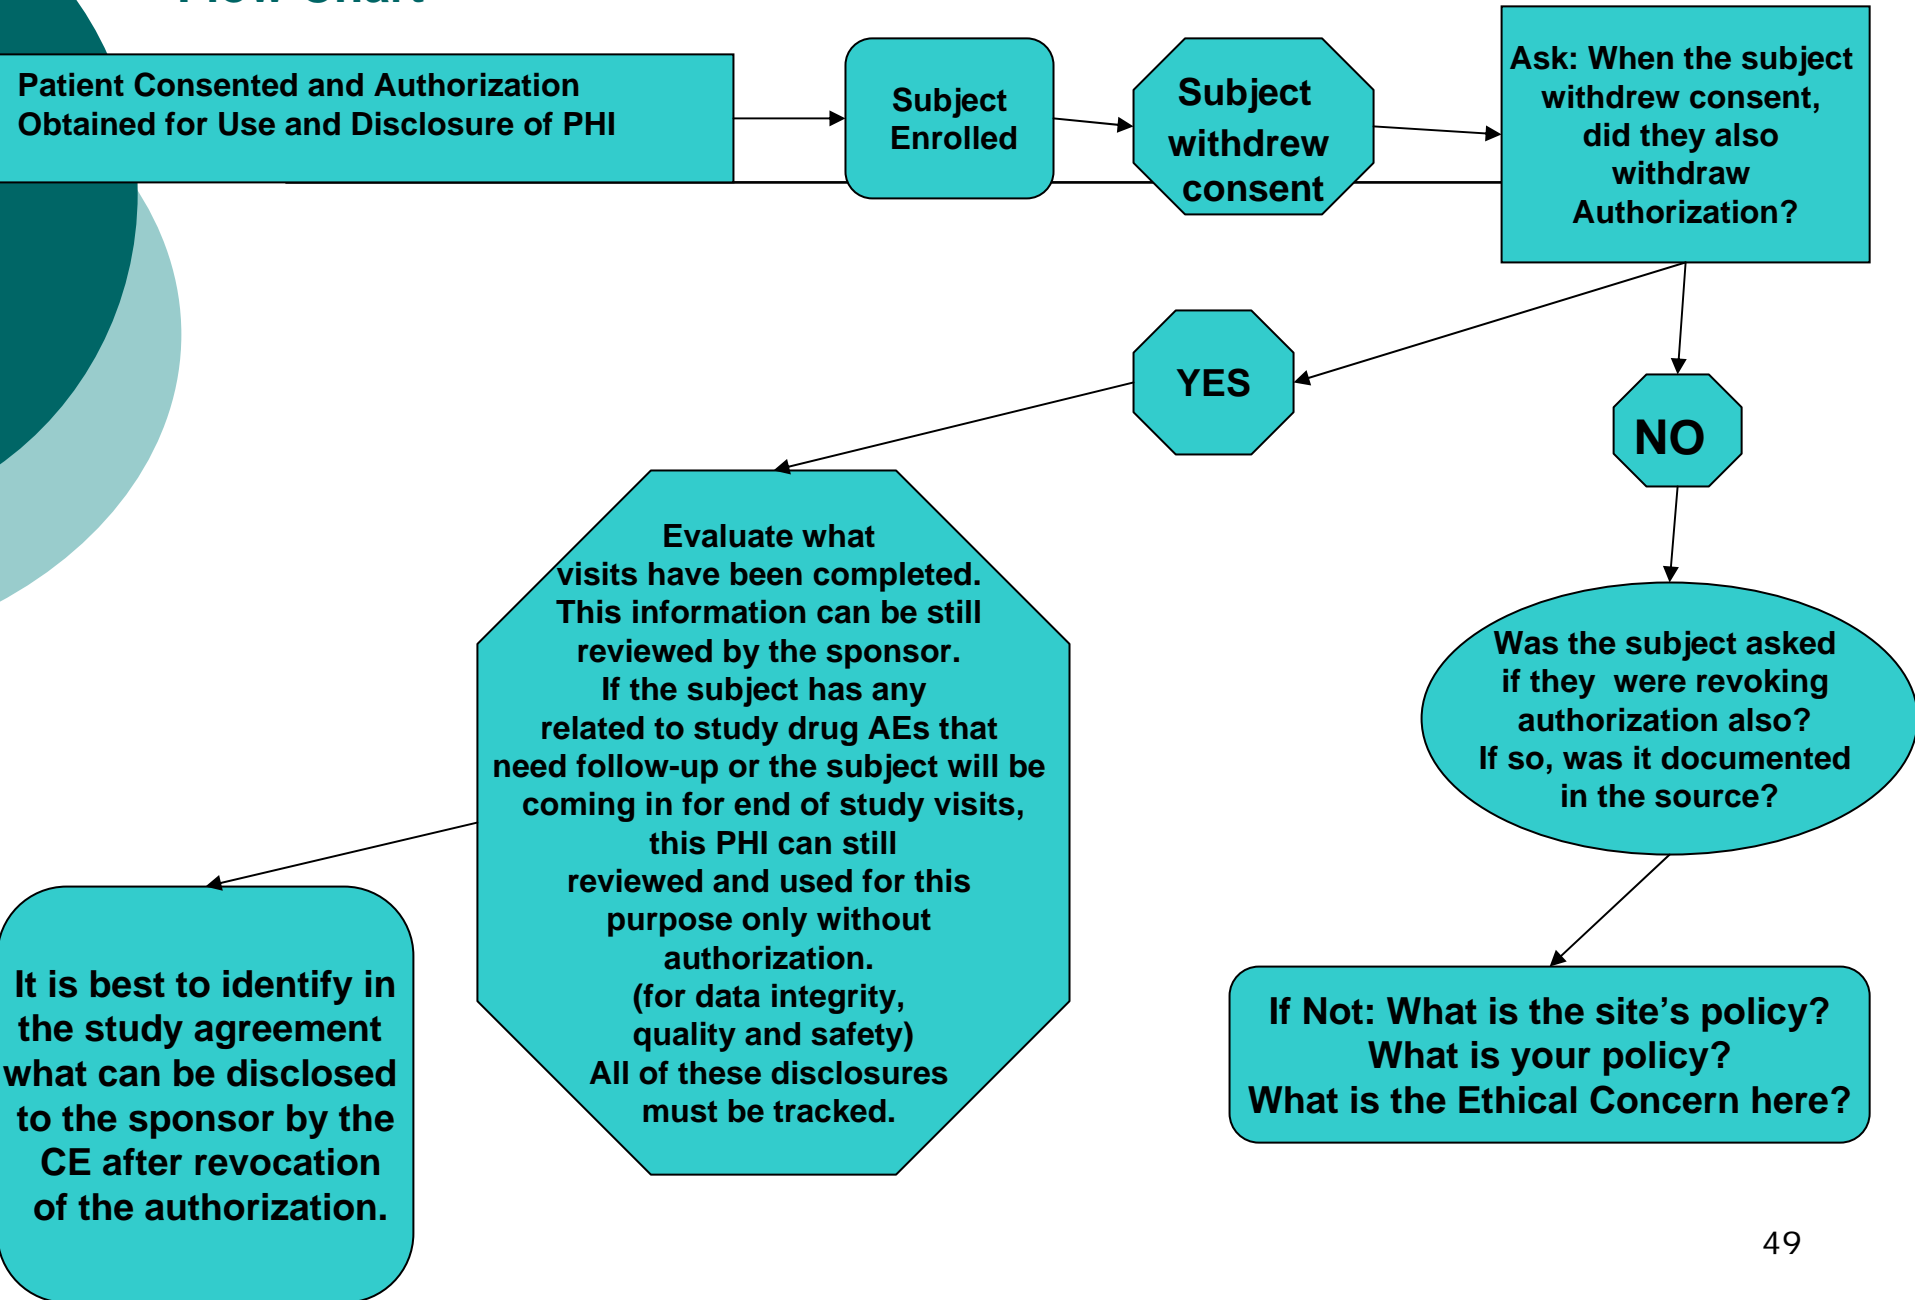 Flow Chart
Patient Consented and Authorization
Obtained for Use and Disclosure of PHI
Subject
Enrolled
Subject
withdrew
consent
Ask: When the subject
withdrew consent,
did they also
withdraw
Authorization?
YES
NO
Evaluate what
visits have been completed.
This information can be still
reviewed by the sponsor.
If the subject has any
related to study drug AEs that
need follow-up or the subject will be
coming in for end of study visits,
this PHI can still
reviewed and used for this
purpose only without
authorization.
(for data integrity,
quality and safety)
All of these disclosures
must be tracked.
Was the subject asked
if they were revoking
authorization also?
If so, was it documented
in the source?
It is best to identify in
the study agreement
what can be disclosed
to the sponsor by the
CE after revocation
of the authorization.
If Not: What is the site’s policy?
What is your policy?
What is the Ethical Concern here?
49